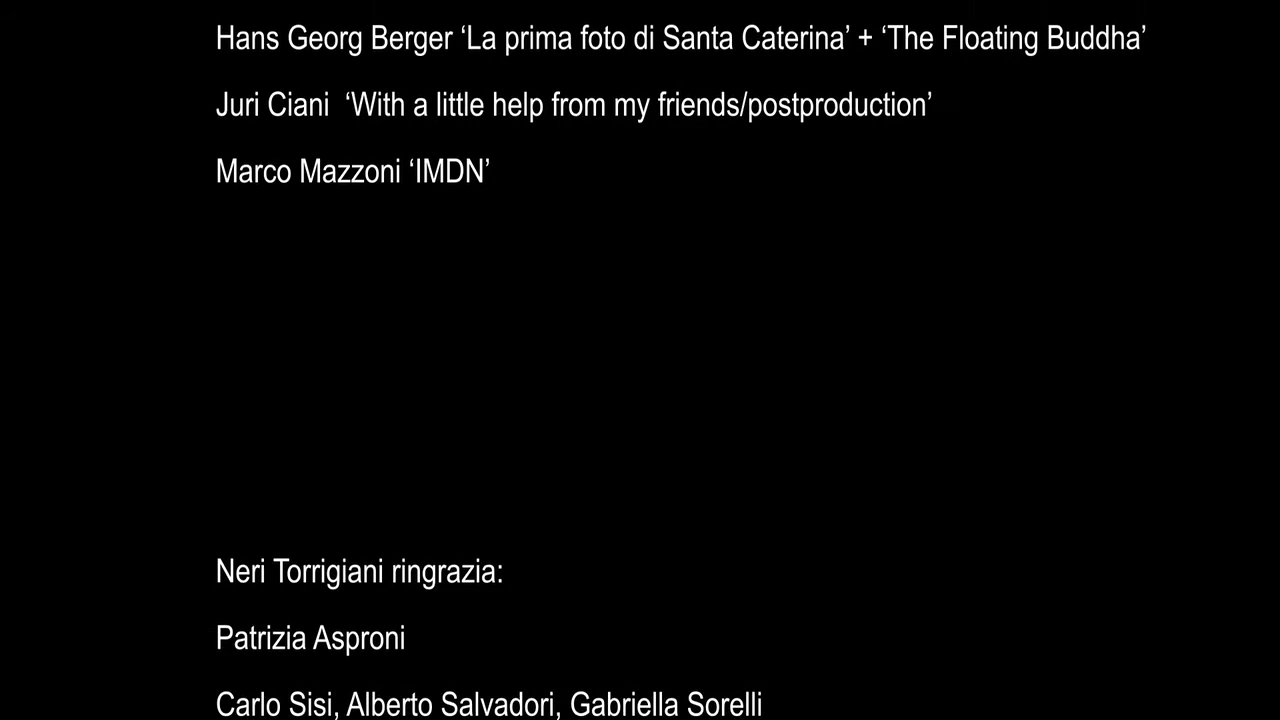 Hans Georg Berger ‘La prima foto di Santa Caterina’ + ‘The Floating Buddha’
Juri Ciani ‘With a little help from my friends/postproduction’
Marco Mazzoni ‘IMDN’
Neri Torrigiani ringrazia:
Patrizia Asproni
Carlo Sisi, Alberto Salvadori, Gabriella Sorelli